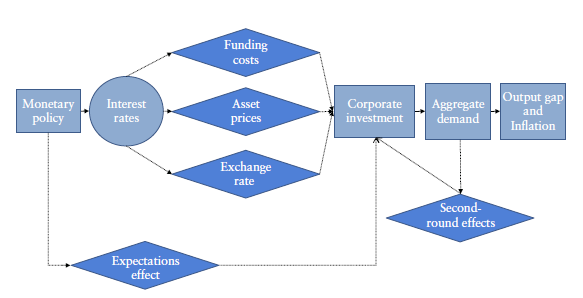 Funding
costs
Monetary
policy
Interest
rates
Asset
prices
Corporate
investment
Aggregate
demand
Output gap
and
Inflation
Exchange
rate
Second-
round effects
Expectations
effect